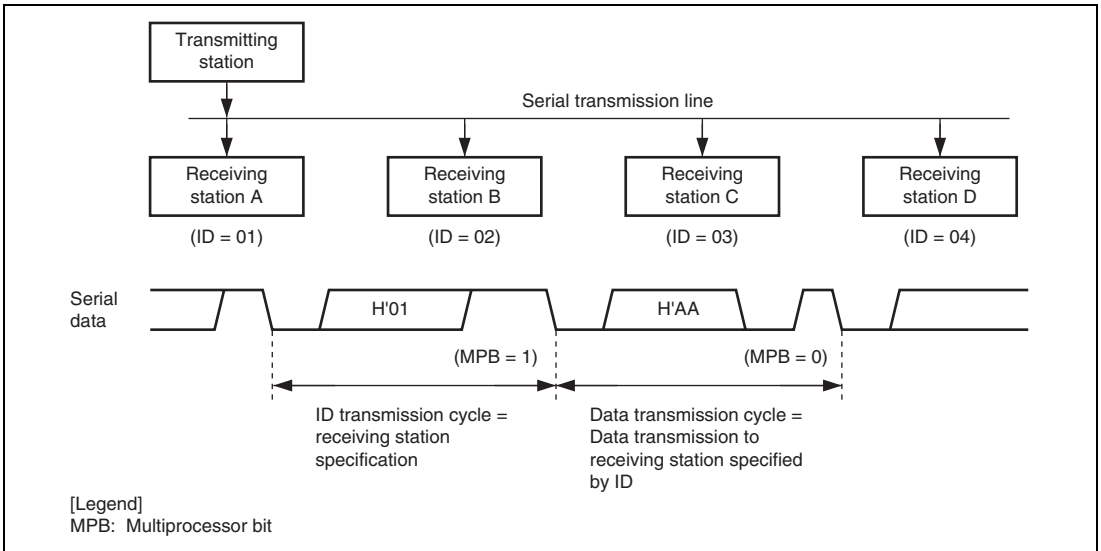 Transmitting
station
Serial transmission line
Receiving
station A
Receiving
station B
Receiving
station C
Receiving
station D
(ID = 01)
(ID = 02)
(ID = 03)
(ID = 04)
Serial
data
H'01
H'AA
(MPB = 1)
(MPB = 0)
ID transmission cycle =
receiving station
specification
Data transmission cycle =
Data transmission to
receiving station specified
by ID
[Legend]
MPB: Multiprocessor bit